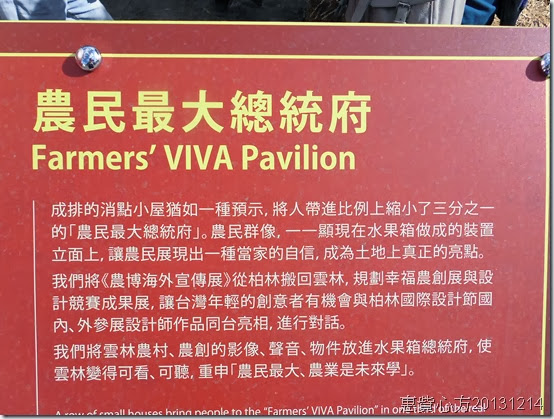 農民最大總統府
Farmers’ VIVA Pavilion
成排的消點小屋猶如一種預示，將人帶進比例上縮小了三分之一
的「農民最大總統府」。農民群像，一一顯現在水果箱做成的裝置
立面上，讓農民展現出一種當家的自信，成為土地上真正的亮點。
我們將《農博海外宣傳展》從柏林搬回雲林，規劃幸福農創展與設
計競賽成果展，讓台灣年輕的創意者有機會與柏林國際設計節國
內、外參展設計師作品同台亮相，進行對話。
我們將雲林農村、農創的影像、聲音、物件放進水果箱總統府，使
雲林變得可看、可聽，重申「農民最大、農業是未來學」。
A row of small houses bring people to the “Farmers’ VIVA Pavilion” in one third of its real
東紫心方20131214